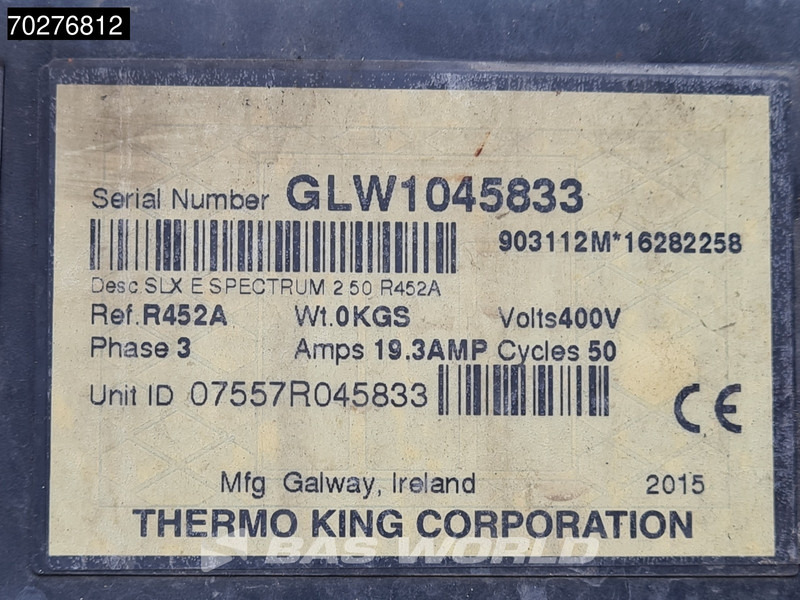 70276812
Serial Number GLW1045833
903112M*16282258
Desc SLX E SPECTRUM 2 50 R452A
Ref.R452A Wt.0KGS Volts400V
Phase 3 Amps 19.3AMP Cycles 50
Unit ID 07557R045833
CE
Mfg Galway, Ireland 2015
THERMO KING CORPORATION
BAS WORLD